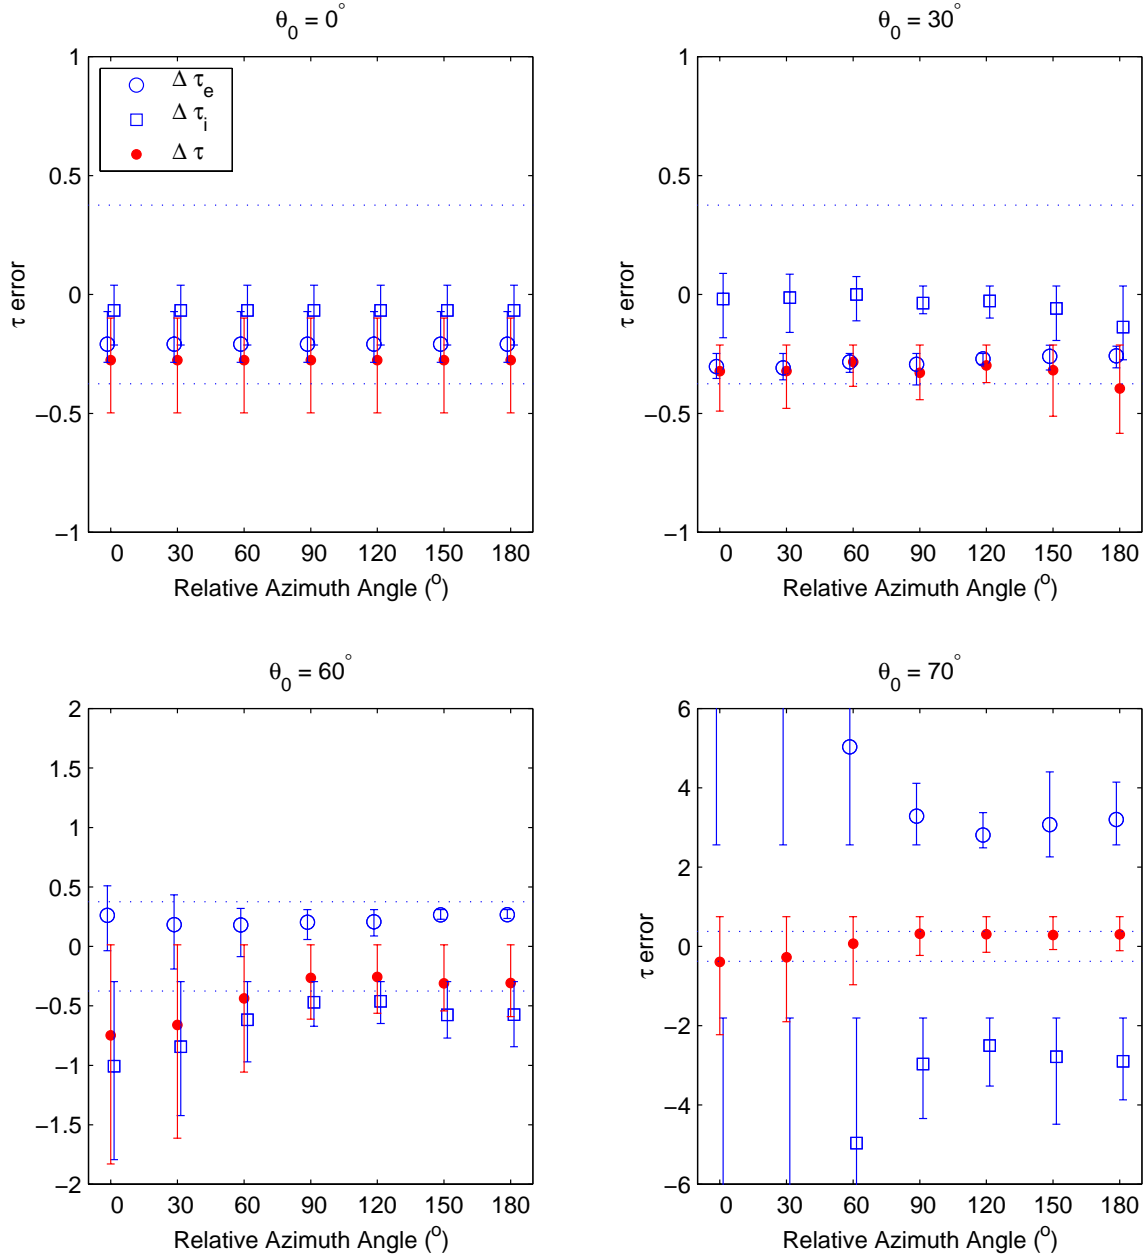 θ0 = 0°
1
0.5
0
−0.5
−1
τ error
Δ τe
Δ τi
Δ τ
0 30 60 90 120 150 180
Relative Azimuth Angle (o)
θ0 = 30°
1
0.5
0
−0.5
−1
τ error
0 30 60 90 120 150 180
Relative Azimuth Angle (o)
θ0 = 60°
2
1.5
1
0.5
0
−0.5
−1
−1.5
−2
τ error
0 30 60 90 120 150 180
Relative Azimuth Angle (o)
θ0 = 70°
6
4
2
0
−2
−4
−6
τ error
0 30 60 90 120 150 180
Relative Azimuth Angle (o)